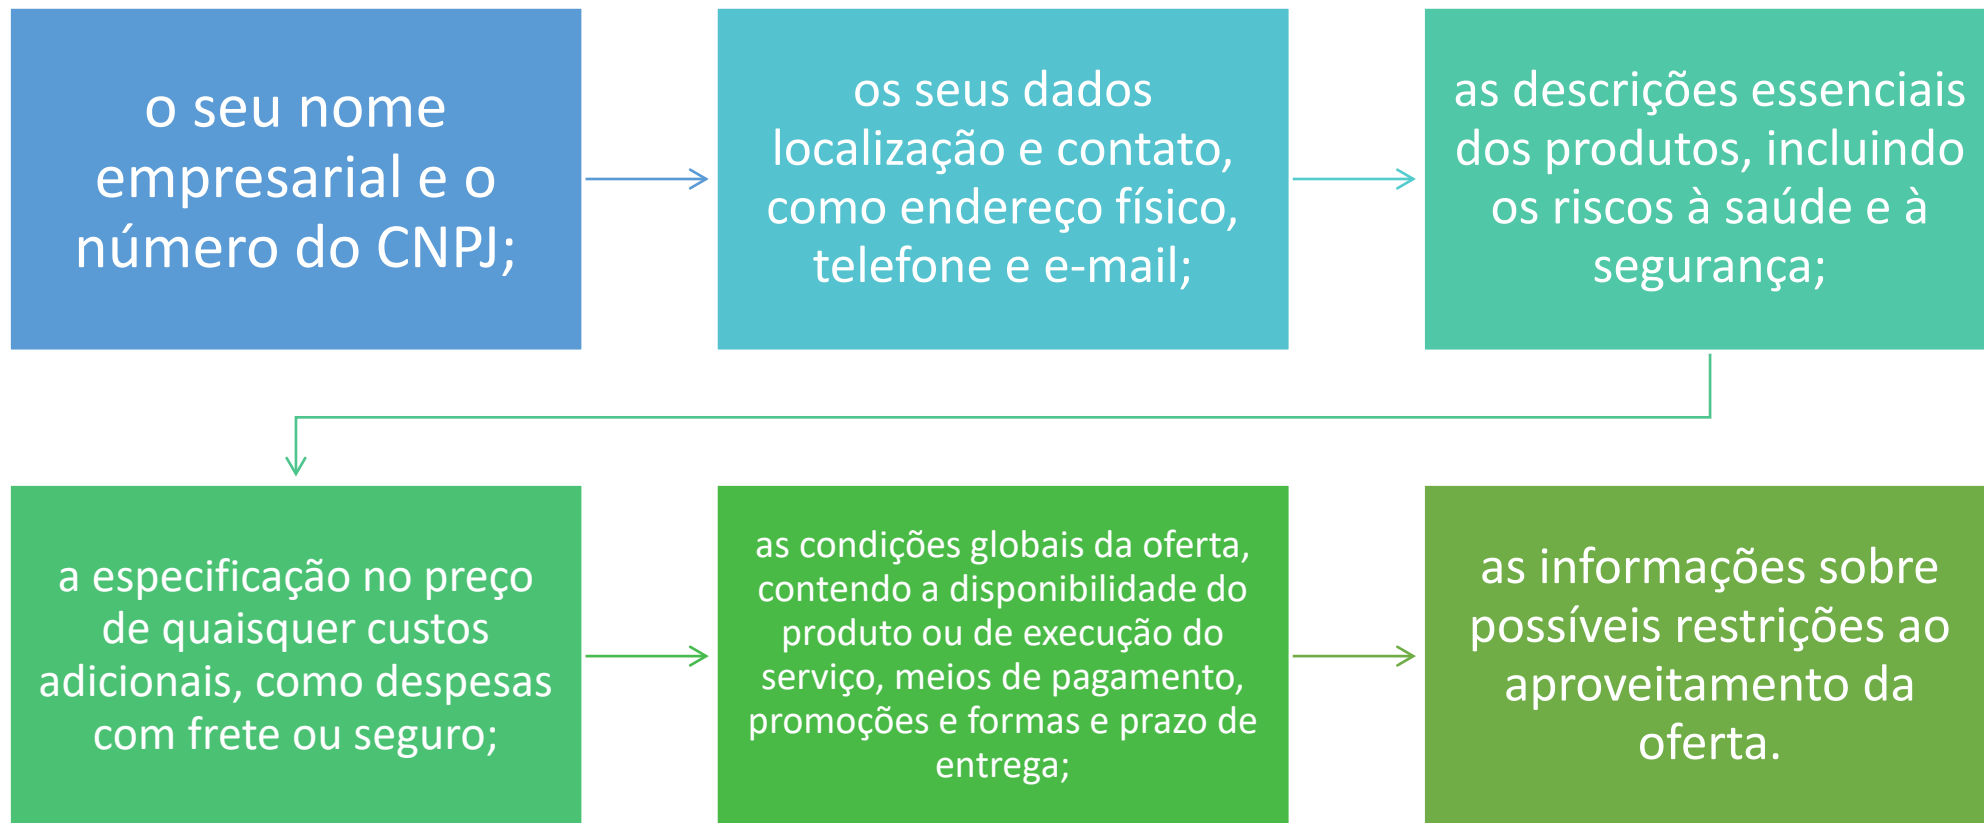 o seu nome
empresarial e o
número do CNPJ;
os seus dados
localização e contato,
como endereço físico,
telefone e e-mail;
as descrições essenciais
dos produtos, incluindo
os riscos à saúde e à
segurança;
a especificação no preço
de quaisquer custos
adicionais, como despesas
com frete ou seguro;
as condições globais da oferta,
contendo a disponibilidade do
produto ou de execução do
serviço, meios de pagamento,
promoções e formas e prazo de
entrega;
as informações sobre
possíveis restrições ao
aproveitamento da
oferta.